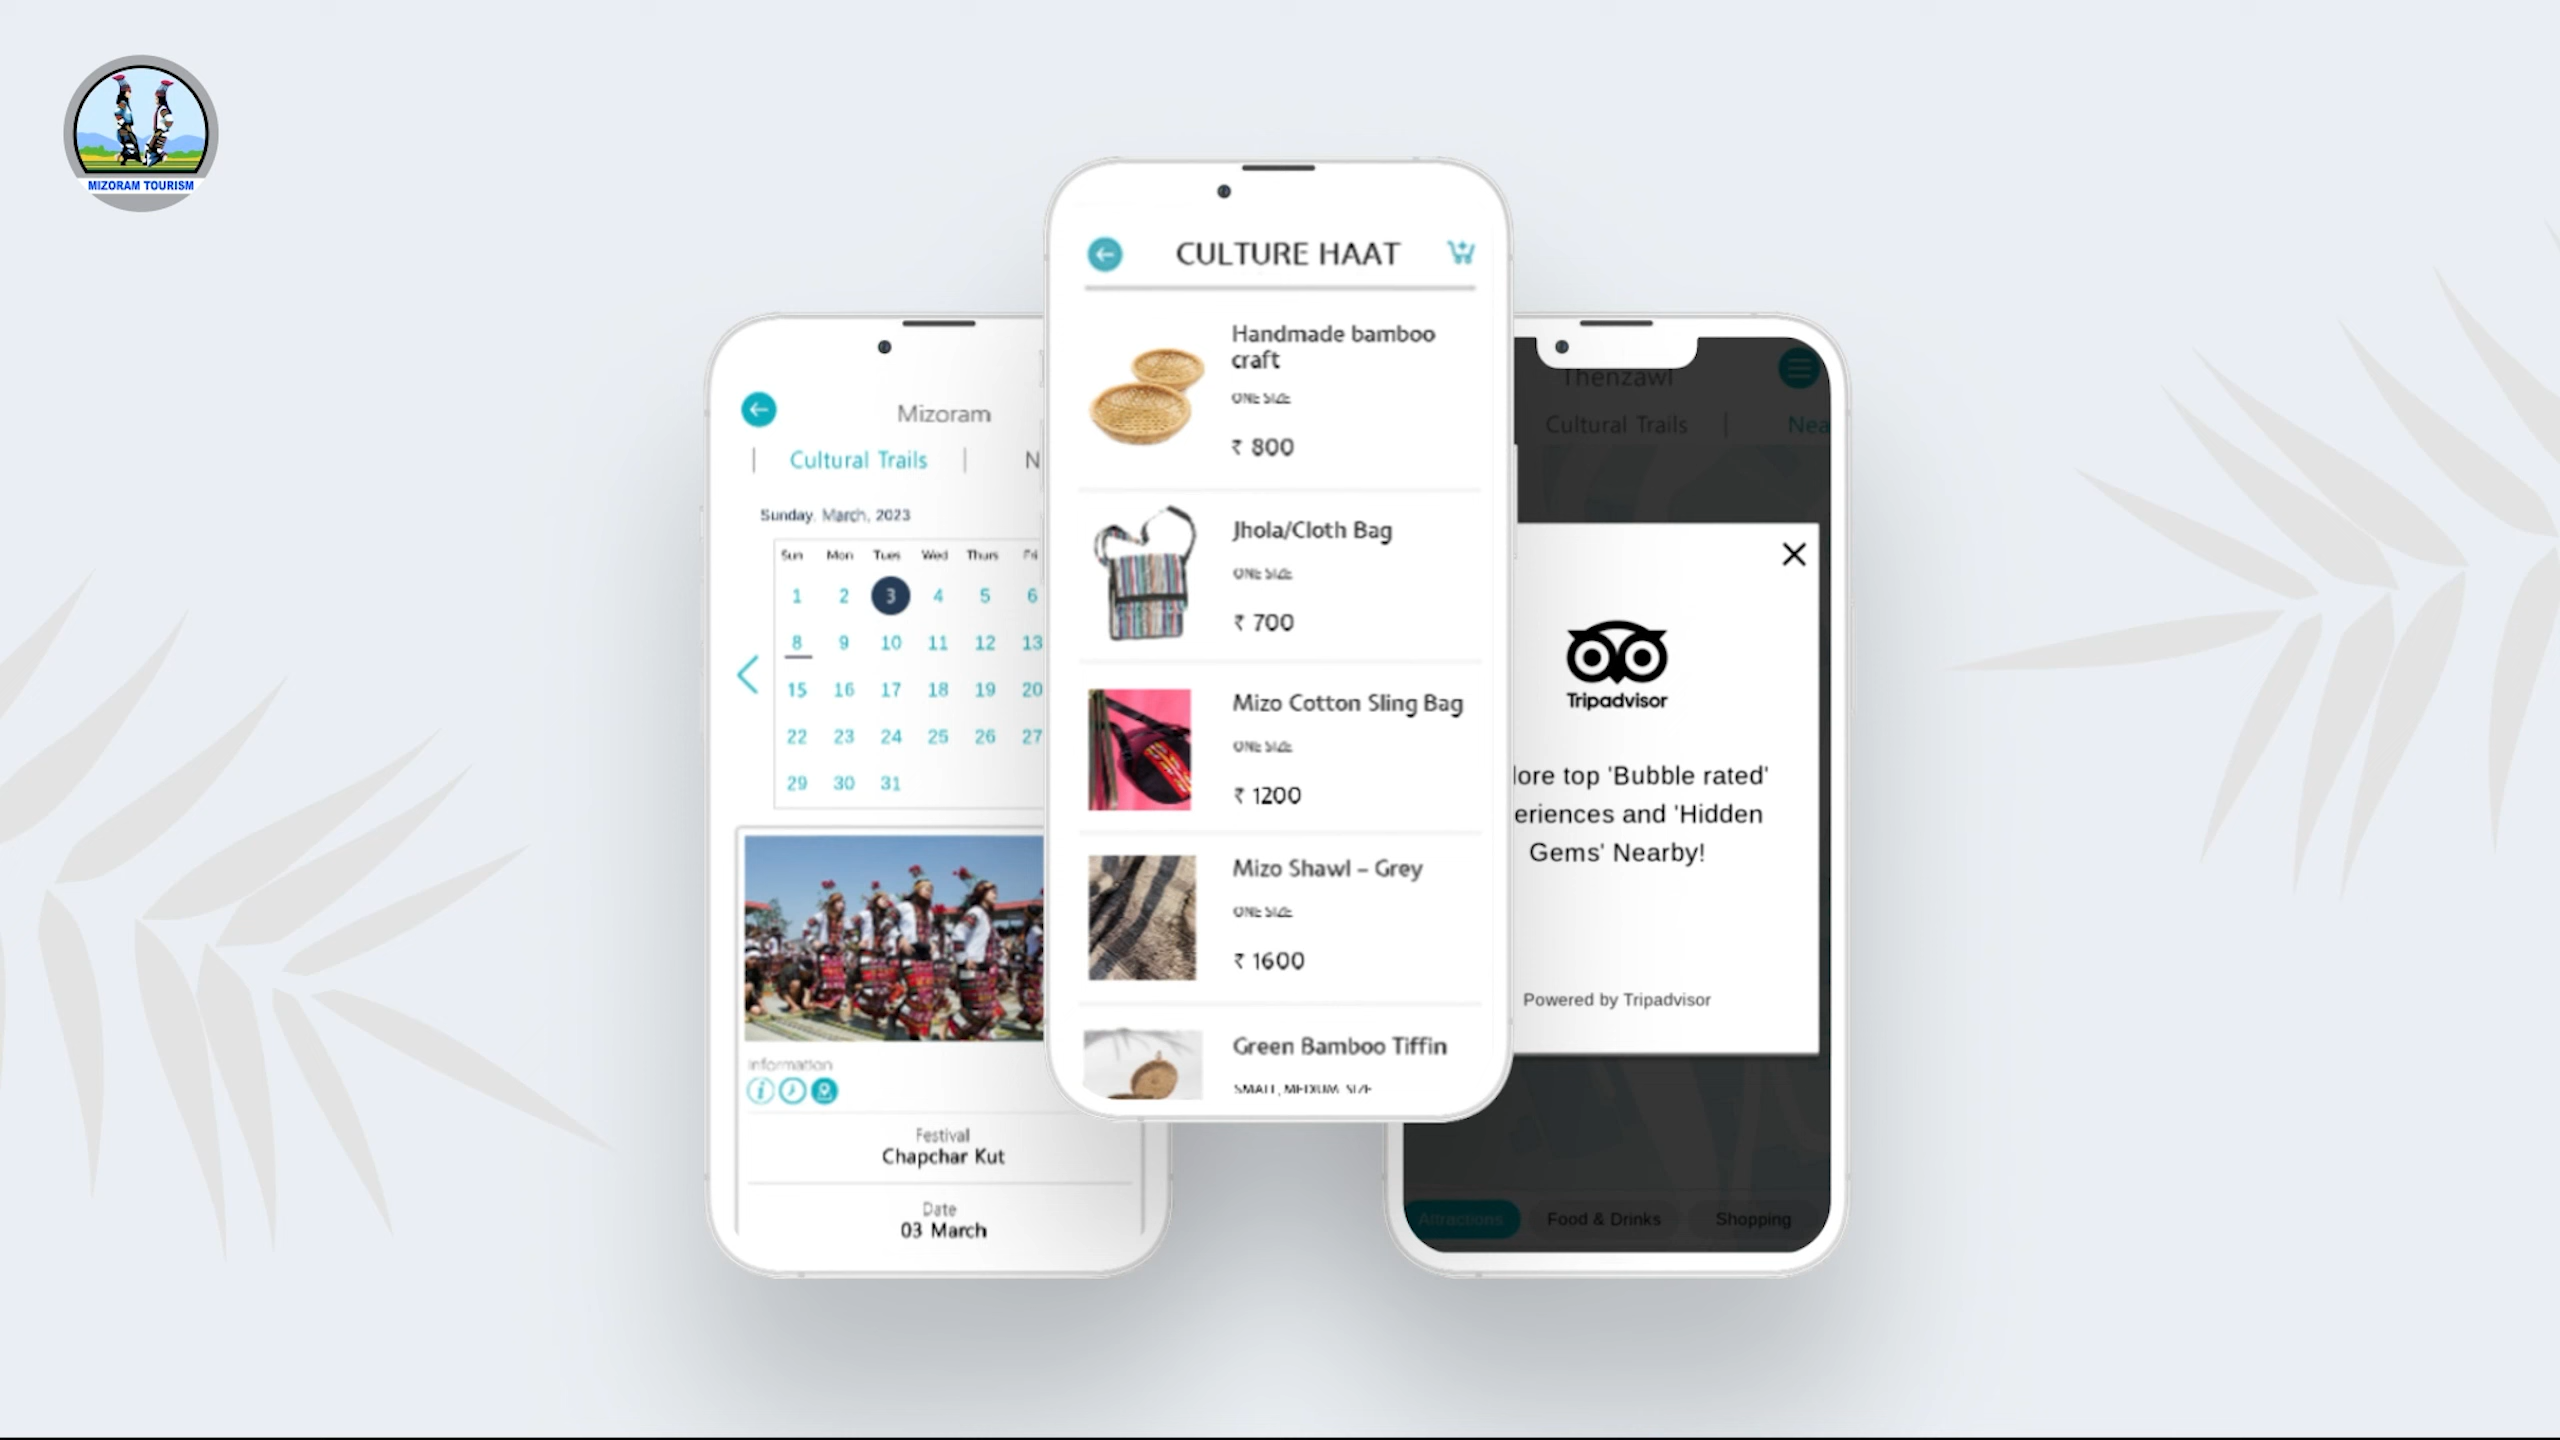 MIZORAM TOURISM
Mizoram
Cultural Trails | N
Sunday, March, 2023
Sun Mon Tues Wed Thurs Fri
1 2 3 4 5 6
8 9 10 11 12 13
15 16 17 18 19 20
22 23 24 25 26 27
29 30 31
Information
Festival
Chapchar Kut
Date
03 March
CULTURE HAAT
Handmade bamboo
craft
ONE SIZE
₹ 800
Jhola/Cloth Bag
ONE SIZE
₹ 700
Mizo Cotton Sling Bag
ONE SIZE
₹ 1200
Mizo Shawl – Grey
ONE SIZE
₹ 1600
Green Bamboo Tiffin
SMALL, MEDIUM SIZE
Thenzawl
Cultural Trails | Nea
Tripadvisor
lore top 'Bubble rated'
eriences and 'Hidden
Gems' Nearby!
Powered by Tripadvisor
Attractions Food & Drinks Shopping